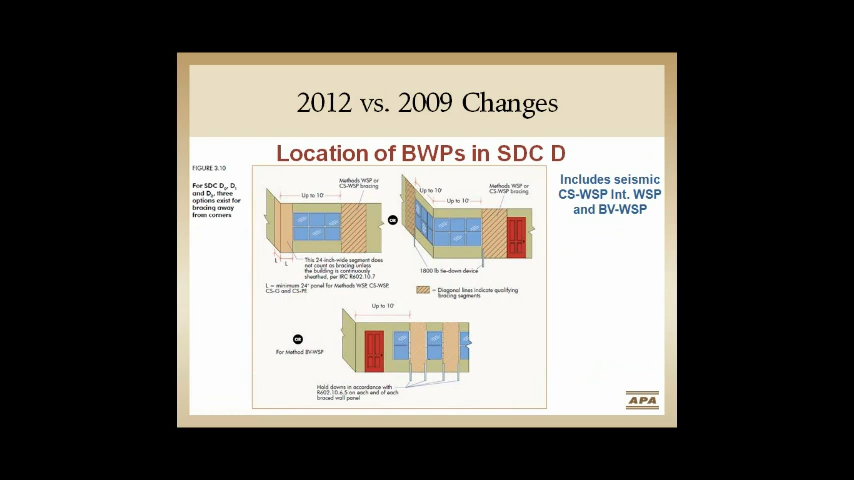 2012 vs. 2009 Changes
Location of BWPs in SDC D
FIGURE 3.10
For SDC D0, D1
and D2, three
options exist for
bracing away
from corners
Methods WSP or
CS-WSP bracing
Up to 10'
OR
Up to 10'
Up to 10'
Methods WSP or
CS-WSP bracing
L
L
This 24-inch-wide segment does
not count as bracing unless
the building is continuously
sheathed, per IRC R602.10.7
L = minimum 24" panel for Methods WSP, CS-WSP,
CS-G and CS-PF
1800 lb tie-down device
= Diagonal lines indicate qualifying
bracing segments
OR
For Method BV-WSP
Up to 10'
Hold downs in accordance with
R602.10.6.5 on each end of each
braced wall panel
Includes seismic
CS-WSP Int. WSP
and BV-WSP
APA